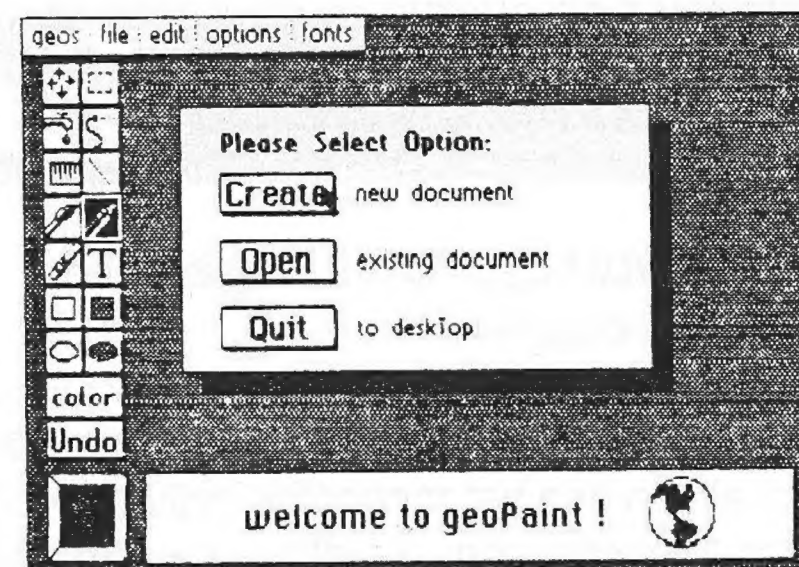 geos file edit options fonts
Please Select Option:
Create new document
Open existing document
Quit to deskTop
T
color
Undo
welcome to geoPaint !